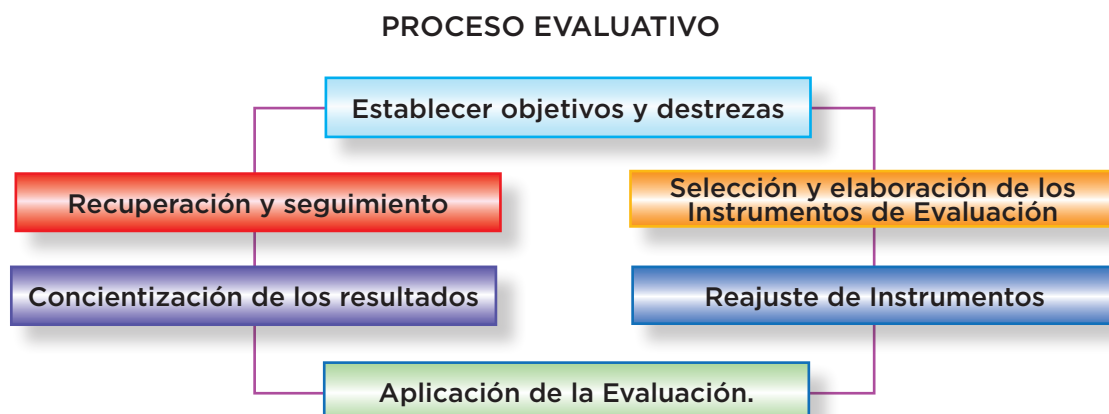 PROCESO EVALUATIVO
Establecer objetivos y destrezas
Recuperación y seguimiento
Selección y elaboración de los
Instrumentos de Evaluación
Concientización de los resultados
Reajuste de Instrumentos
Aplicación de la Evaluación.